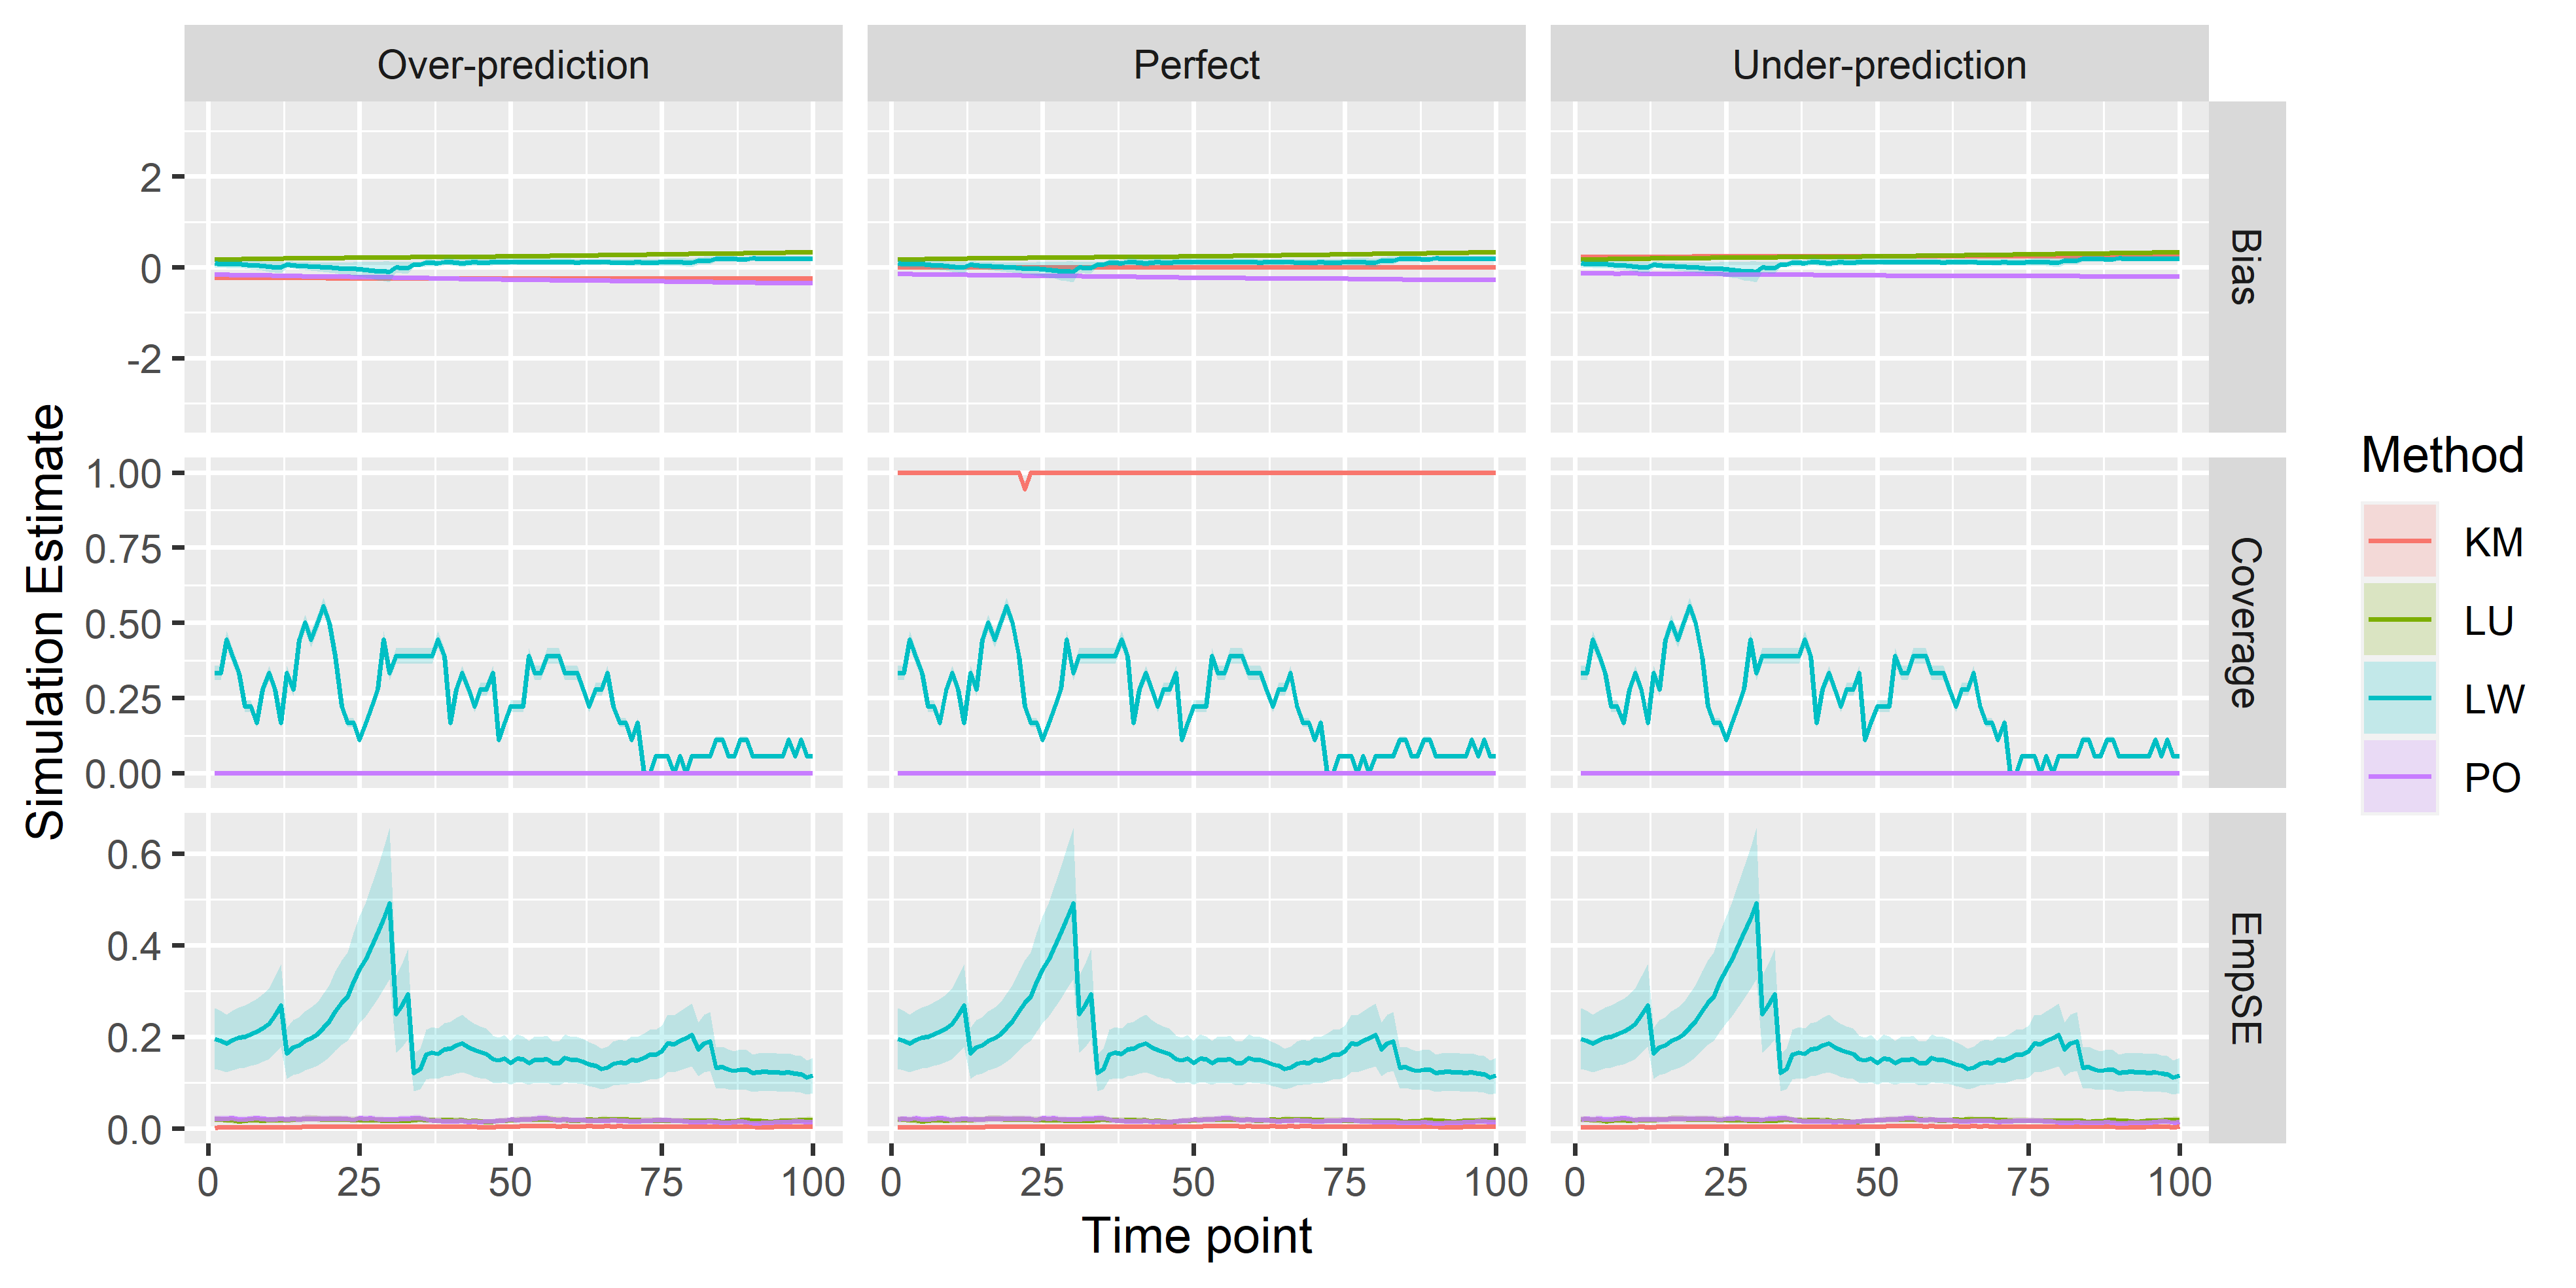 Over-prediction
Perfect
Under-prediction
Simulation Estimate
2
0
-2
Bias
1.00
0.75
0.50
0.25
0.00
Coverage
0.6
0.4
0.2
0.0
EmpSE
0 25 50 75 100
0 25 50 75 100
0 25 50 75 100
Time point
Method
KM
LU
LW
PO